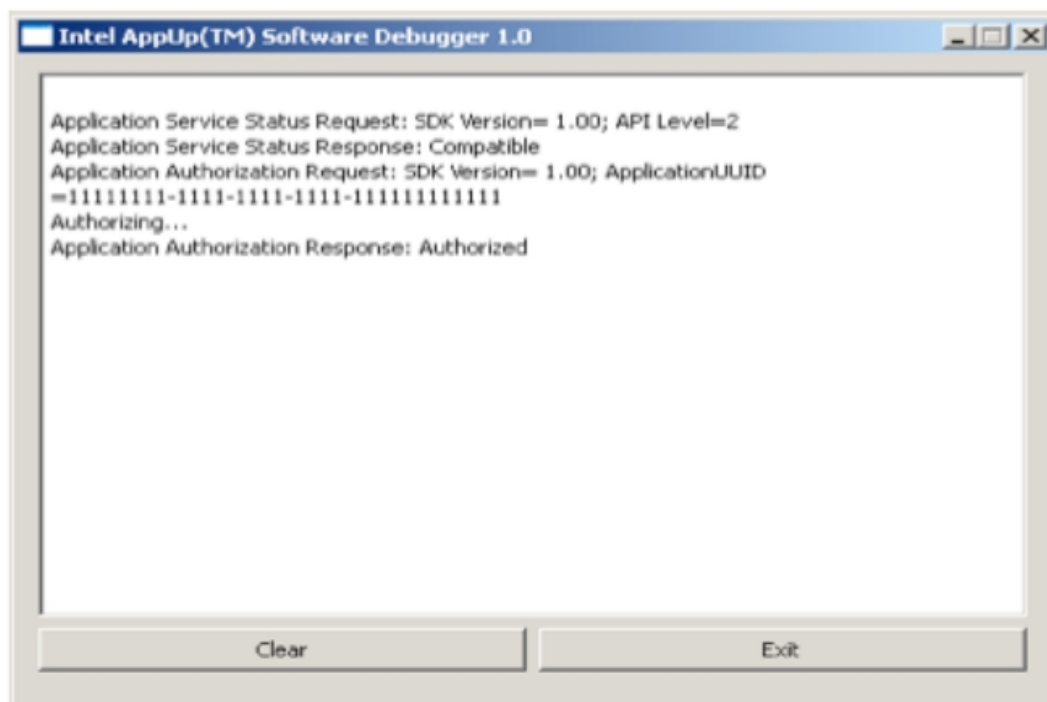 Intel AppUp(TM) Software Debugger 1.0
Application Service Status Request: SDK Version= 1.00; API Level=2
Application Service Status Response: Compatible
Application Authorization Request: SDK Version= 1.00; ApplicationUUID
=11111111-1111-1111-1111-111111111111
Authorizing...
Application Authorization Response: Authorized
Clear
Exit